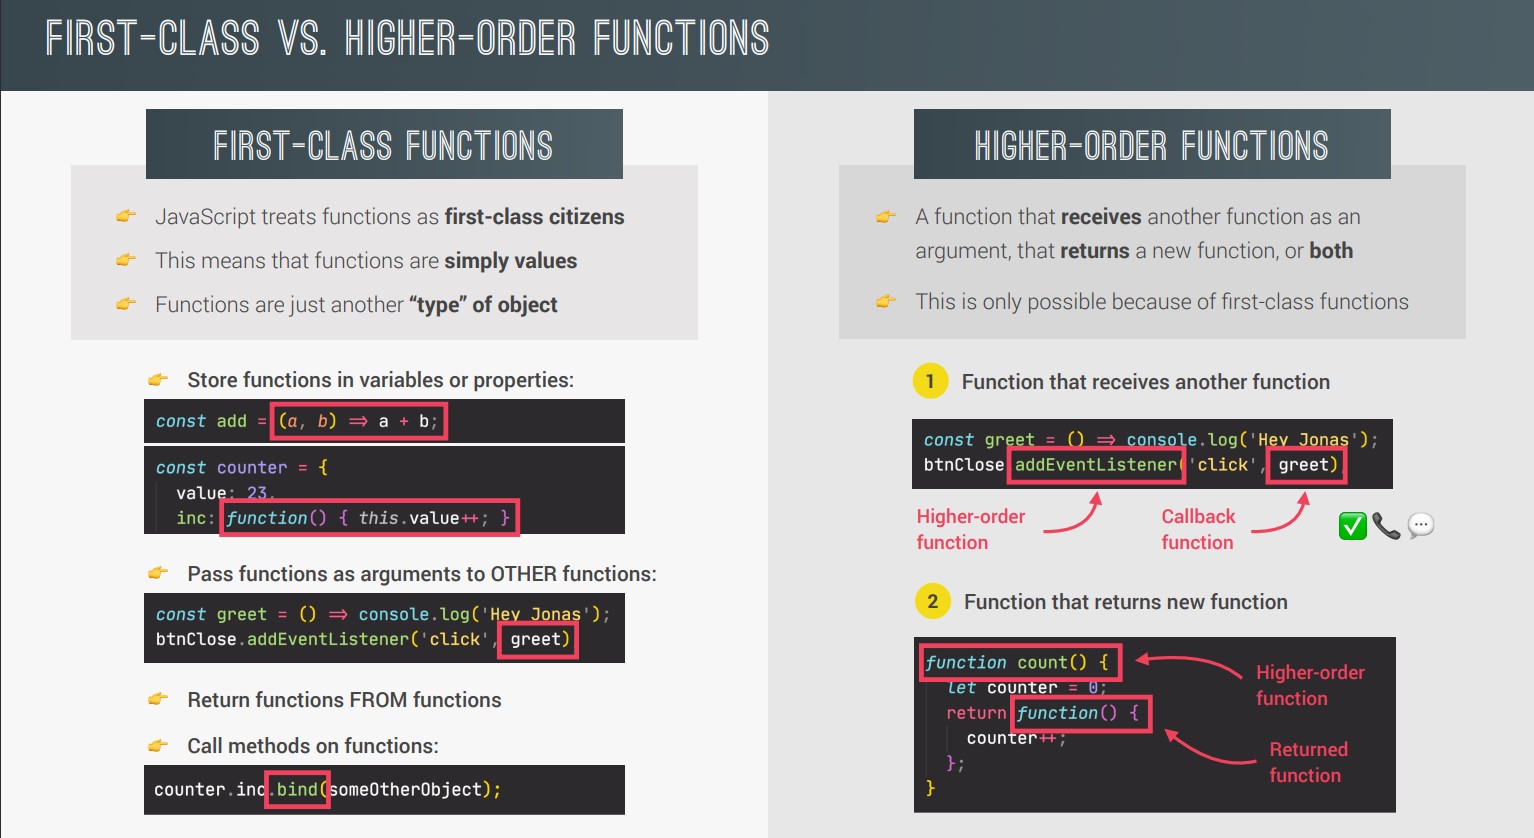 FIRST-CLASS VS. HIGHER-ORDER FUNCTIONS
FIRST-CLASS FUNCTIONS
JavaScript treats functions as first-class citizens
This means that functions are simply values
Functions are just another “type” of object
Store functions in variables or properties:
const add = (a, b) => a + b;
const counter = {
value: 23,
inc: function() { this.value++; }
Pass functions as arguments to OTHER functions:
const greet = () => console.log('Hey Jonas');
btnClose.addEventListener('click', greet)
Return functions FROM functions
Call methods on functions:
counter.inc.bind(someOtherObject);
HIGHER-ORDER FUNCTIONS
A function that receives another function as an
argument, that returns a new function, or both
This is only possible because of first-class functions
1 Function that receives another function
const greet = () => console.log('Hey Jonas');
btnClose addEventListener('click', greet)
Higher-order
function
Callback
function
2 Function that returns new function
function count() {
let counter = 0;
return function() {
counter++;
};
}
Higher-order
function
Returned
function